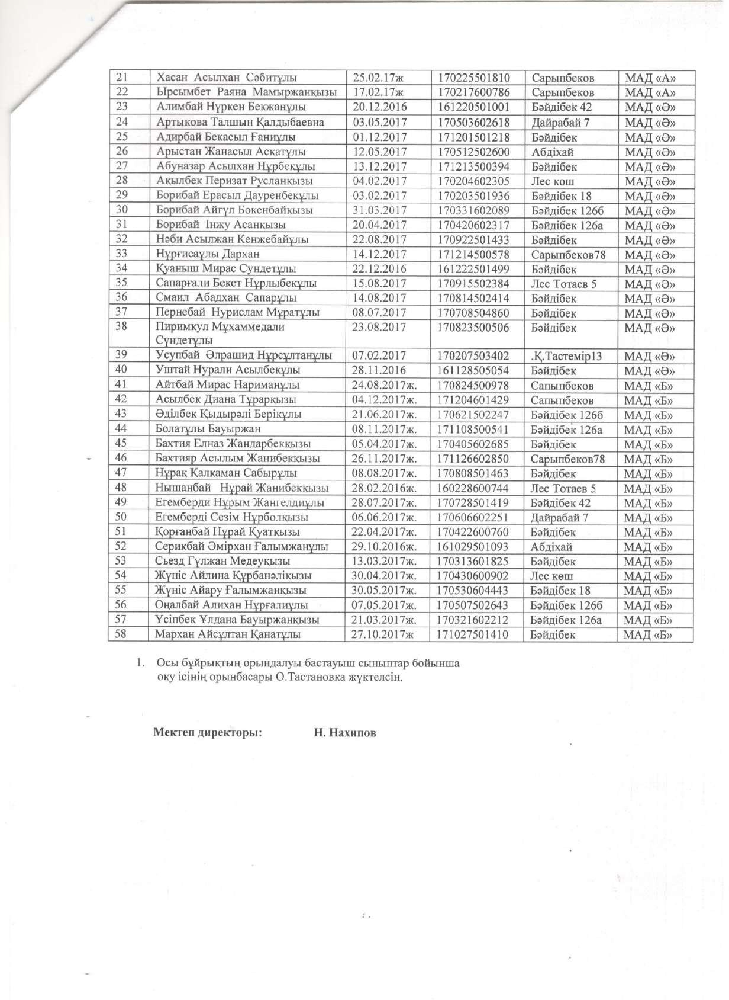 21 Хасан Асылхан Сәбитұлы 25.02.17ж 170225501810 Сарыпбеков МАД «А»
22 Ырсымбет Раяна Мамыржанқызы 17.02.17ж 170217600786 Сарыпбеков МАД «А»
23 Алимбай Нүркен Бекжанұлы 20.12.2016 161220501001 Бәйдібек 42 МАД «Ә»
24 Артыкова Талшын Қалдыбаевна 03.05.2017 170503602618 Дайрабай 7 МАД «Ә»
25 Адирбай Бекасыл Ғаниұлы 01.12.2017 171201501218 Бәйдібек МАД «Ә»
26 Арыстан Жанасыл Асқатұлы 12.05.2017 170512502600 Абдіхай МАД «Ә»
27 Абуназар Асылхан Нұрбекұлы 13.12.2017 171213500394 Бәйдібек МАД «Ә»
28 Ақылбек Перизат Русланқызы 04.02.2017 170204602305 Лес көш МАД «Ә»
29 Борибай Ерасыл Дауренбекұлы 03.02.2017 170203501936 Бәйдібек 18 МАД «Ә»
30 Борибай Айгүл Бокенбайқызы 31.03.2017 170331602089 Бәйдібек 126б МАД «Ә»
31 Борибай Інжу Асанқызы 20.04.2017 170420602317 Бәйдібек 126а МАД «Ә»
32 Нәби Асылжан Кенжебайұлы 22.08.2017 170922501433 Бәйдібек МАД «Ә»
33 Нұрғисаұлы Дархан 14.12.2017 171214500578 Сарыпбеков78 МАД «Ә»
34 Қуаныш Мирас Сундетұлы 22.12.2016 161222501499 Бәйдібек МАД «Ә»
35 Сапарғали Бекет Нұрлыбекұлы 15.08.2017 170915502384 Лес Тотаев 5 МАД «Ә»
36 Смаил Абадхан Сапарұлы 14.08.2017 170814502414 Бәйдібек МАД «Ә»
37 Пернебай Нурислам Мұратұлы 08.07.2017 170708504860 Бәйдібек МАД «Ә»
38 Пиримкул Мұхаммедали 23.08.2017 170823500506 Бәйдібек МАД «Ә»
Сүндетұлы
39 Усупбай Әлрашид Нұрсұлтанұлы 07.02.2017 170207503402 .Қ.Тастемір13 МАД «Ә»
40 Уштай Нурали Асылбекұлы 28.11.2016 161128505054 Бәйдібек МАД «Ә»
41 Айтбай Мирас Нариманұлы 24.08.2017ж. 170824500978 Сапыпбеков МАД «Б»
42 Асылбек Диана Тұрарқызы 04.12.2017ж. 171204601429 Сапыпбеков МАД «Б»
43 Әділбек Қыдырәлі Берікұлы 21.06.2017ж. 170621502247 Бәйдібек 126б МАД «Б»
44 Болатұлы Бауыржан 08.11.2017ж. 171108500541 Бәйдібек 126а МАД «Б»
45 Бахтия Елназ Жандарбекқызы 05.04.2017ж. 170405602685 Бәйдібек МАД «Б»
46 Бахтияр Асылым Жанибекқызы 26.11.2017ж. 171126602850 Сарыпбеков78 МАД «Б»
47 Нұрақ Қалқаман Сабырұлы 08.08.2017ж. 170808501463 Бәйдібек МАД «Б»
48 Нышанбай Нұрай Жанибекқызы 28.02.2016ж. 160228600744 Лес Тотаев 5 МАД «Б»
49 Егемберди Нұрым Жангелдиұлы 28.07.2017ж. 170728501419 Бәйдібек 42 МАД «Б»
50 Егемберді Сезім Нұрболқызы 06.06.2017ж. 170606602251 Дайрабай 7 МАД «Б»
51 Қорғанбай Нұрай Қуатқызы 22.04.2017ж. 170422600760 Бәйдібек МАД «Б»
52 Серикбай Әмірхан Ғалымжанұлы 29.10.2016ж. 161029501093 Абдіхай МАД «Б»
53 Сьезд Гүлжан Медеуқызы 13.03.2017ж. 170313601825 Бәйдібек МАД «Б»
54 Жүніс Айлина Құрбанәліқызы 30.04.2017ж. 170430600902 Лес көш МАД «Б»
55 Жүніс Айару Ғалымжанқызы 30.05.2017ж. 170530604443 Бәйдібек 18 МАД «Б»
56 Оңалбай Алихан Нұрғалиұлы 07.05.2017ж. 170507502643 Бәйдібек 126б МАД «Б»
57 Үсіпбек Ұлдана Бауыржанқызы 21.03.2017ж. 170321602212 Бәйдібек 126а МАД «Б»
58 Мархан Айсұлтан Қанатұлы 27.10.2017ж 171027501410 Бәйдібек МАД «Б»
1. Осы бұйрықтың орындалуы бастауыш сыныптар бойынша
оқу ісінің орынбасары О.Тастановқа жүктелсін.
Мектеп директоры: Н. Нахипов